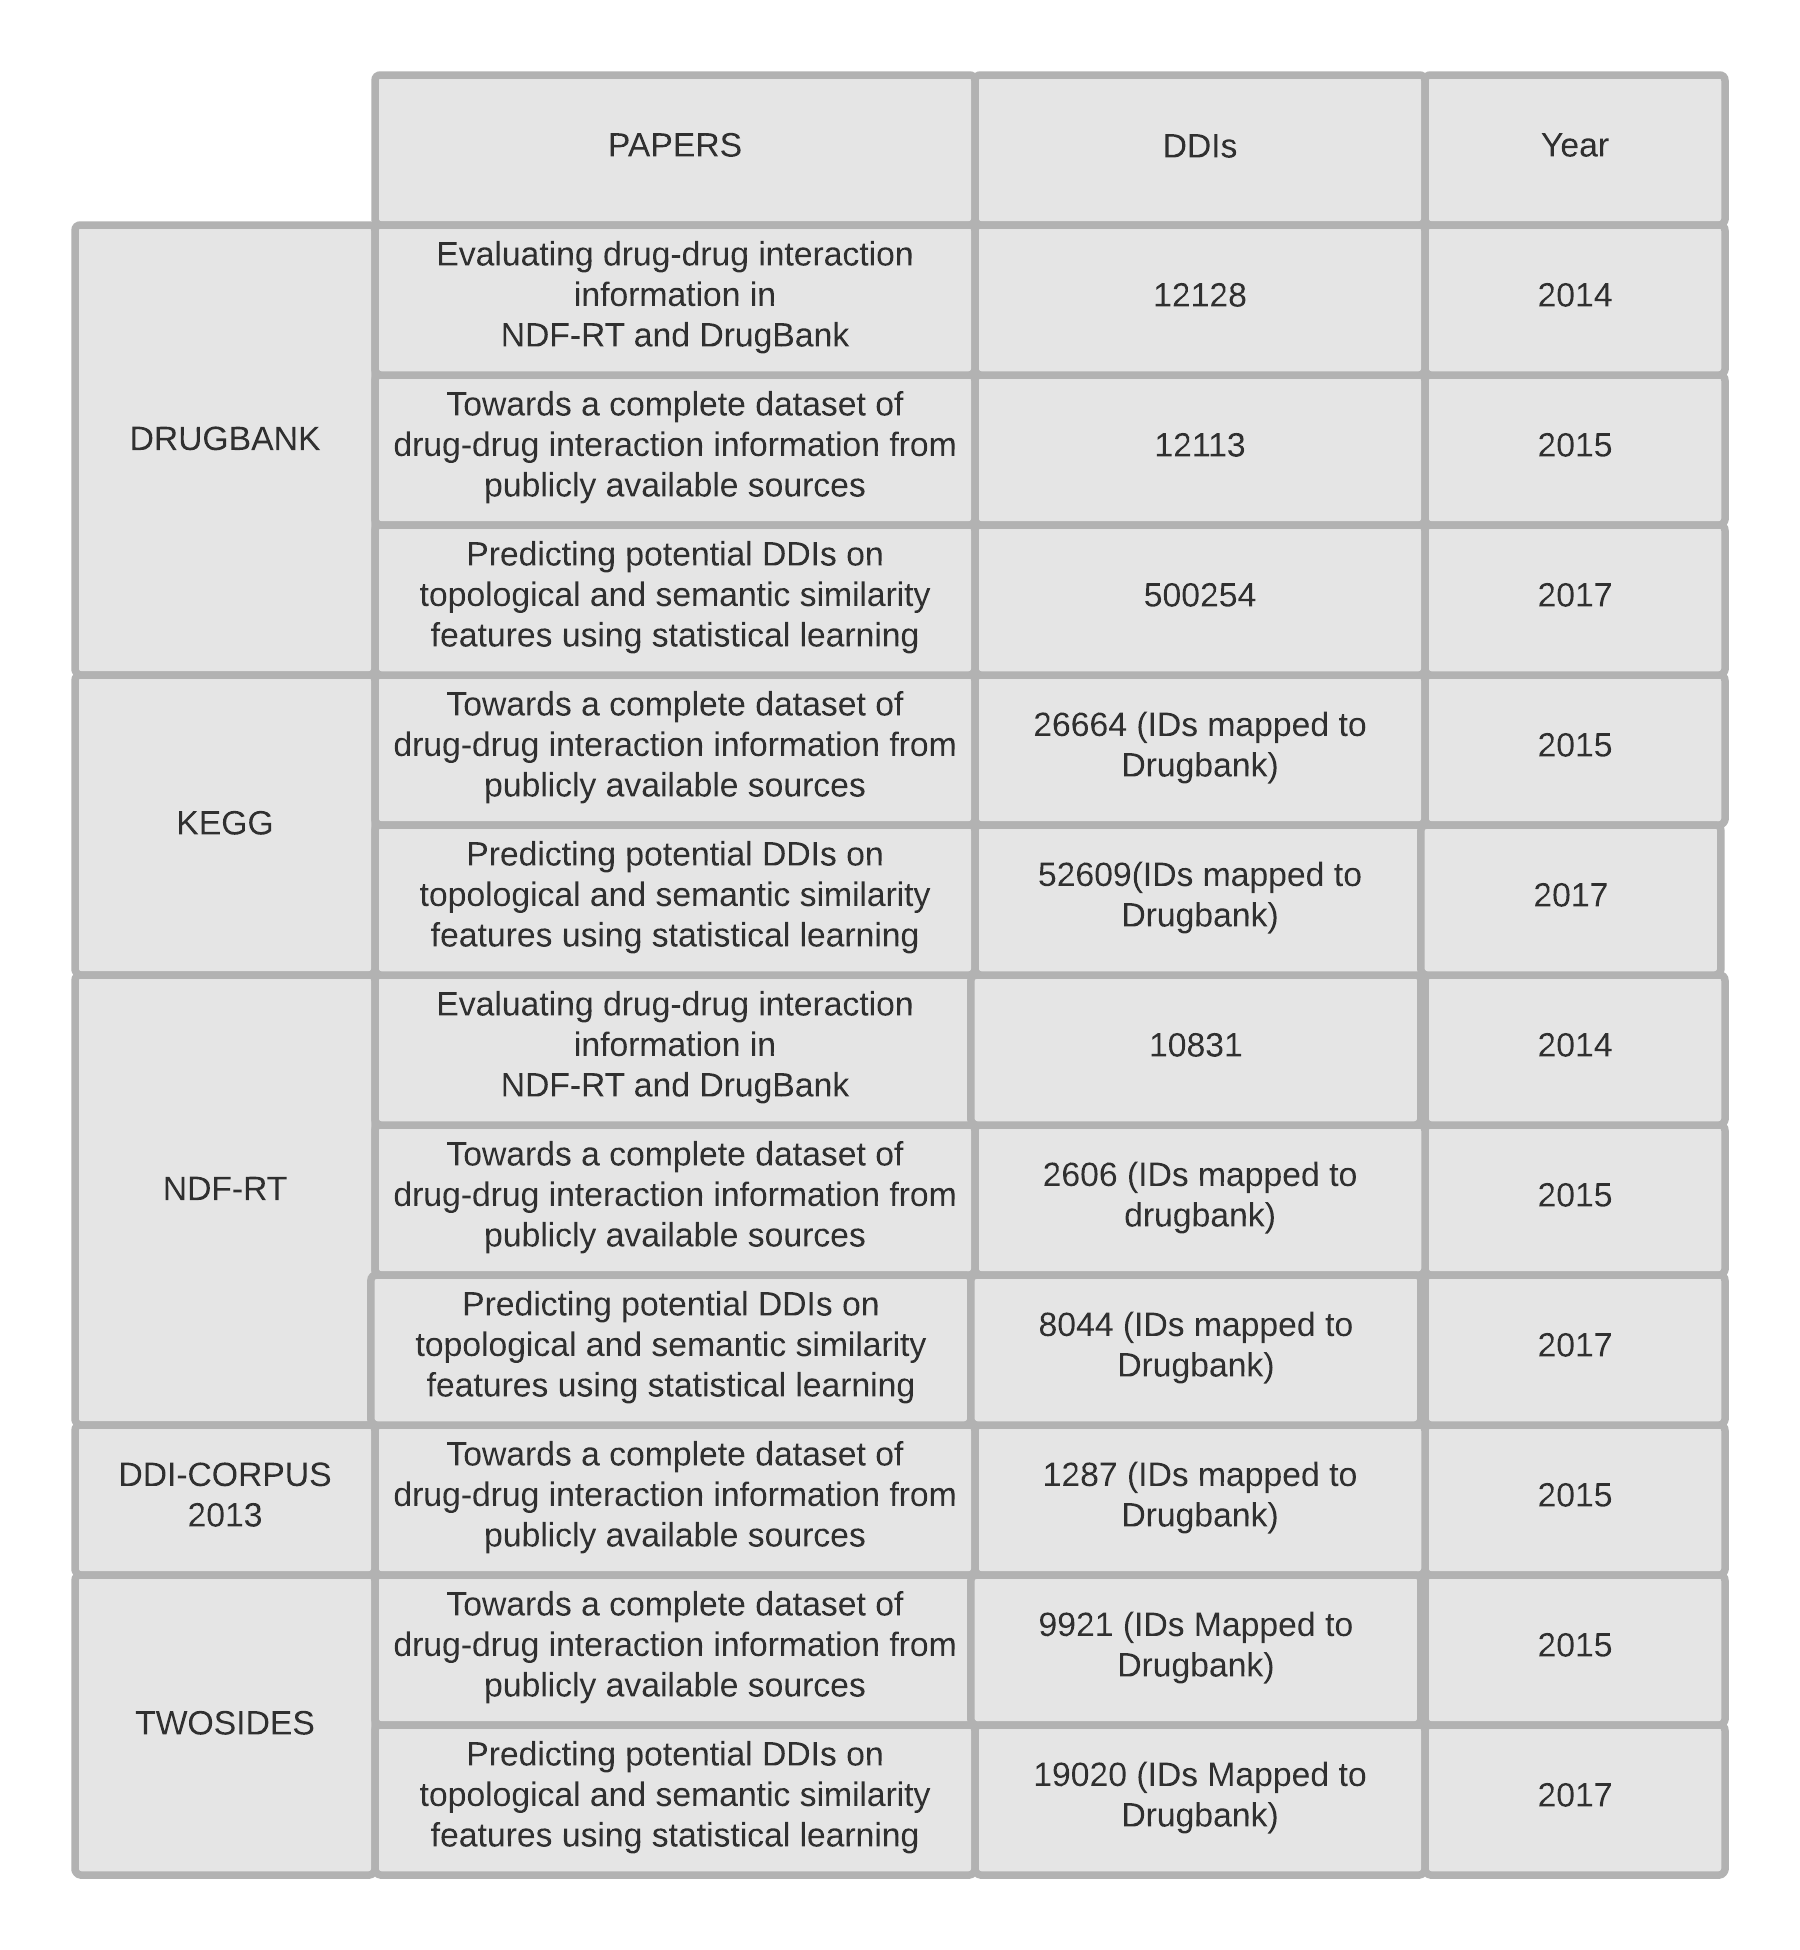 PAPERS
DDIs
Year
DRUGBANK
Evaluating drug-drug interaction
information in
NDF-RT and DrugBank
12128
2014
Towards a complete dataset of
drug-drug interaction information from
publicly available sources
12113
2015
Predicting potential DDIs on
topological and semantic similarity
features using statistical learning
500254
2017
KEGG
Towards a complete dataset of
drug-drug interaction information from
publicly available sources
26664 (IDs mapped to
Drugbank)
2015
Predicting potential DDIs on
topological and semantic similarity
features using statistical learning
52609(IDs mapped to
Drugbank)
2017
NDF-RT
Evaluating drug-drug interaction
information in
NDF-RT and DrugBank
10831
2014
Towards a complete dataset of
drug-drug interaction information from
publicly available sources
2606 (IDs mapped to
drugbank)
2015
Predicting potential DDIs on
topological and semantic similarity
features using statistical learning
8044 (IDs mapped to
Drugbank)
2017
DDI-CORPUS
2013
Towards a complete dataset of
drug-drug interaction information from
publicly available sources
1287 (IDs mapped to
Drugbank)
2015
TWOSIDES
Towards a complete dataset of
drug-drug interaction information from
publicly available sources
9921 (IDs Mapped to
Drugbank)
2015
Predicting potential DDIs on
topological and semantic similarity
features using statistical learning
19020 (IDs Mapped to
Drugbank)
2017